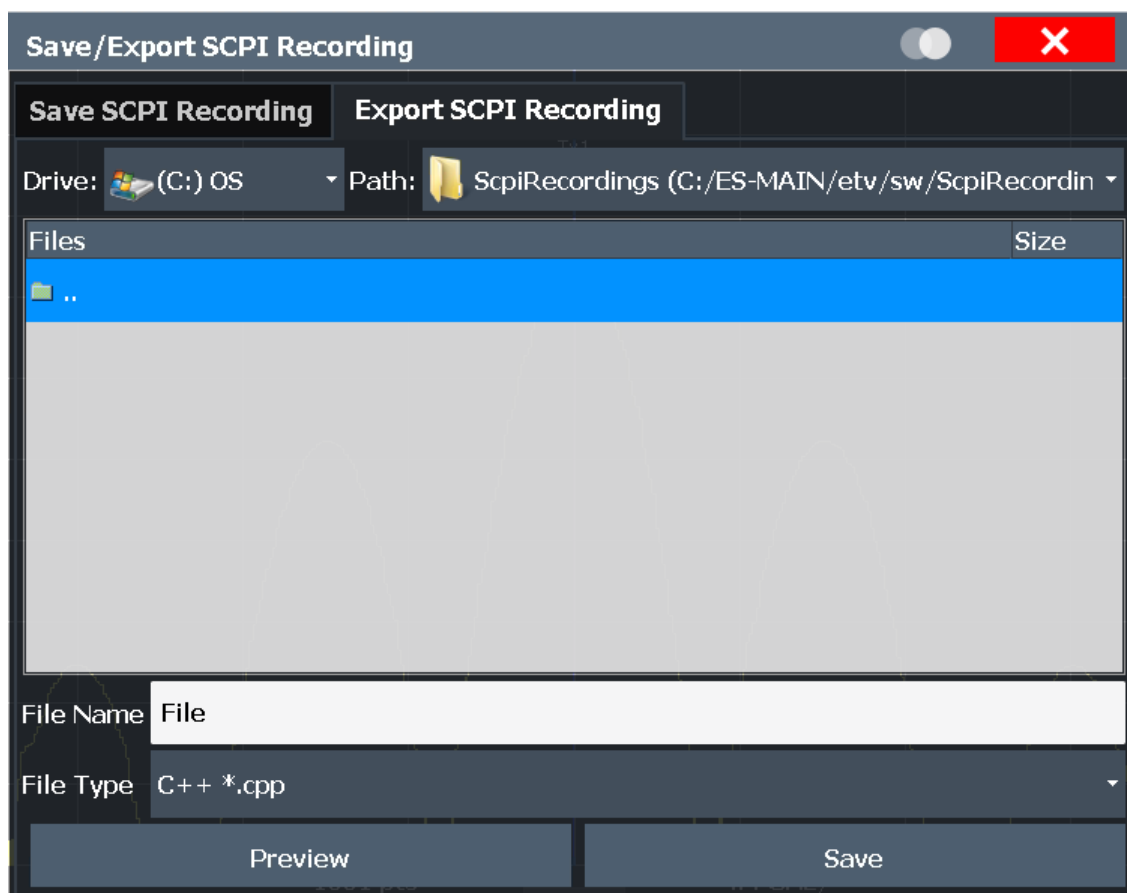 Save/Export SCPI Recording
Save SCPI Recording Export SCPI Recording
Drive: (C:) OS Path: ScpiRecordings (C:/ES-MAIN/etv/sw/ScpiRecordin
Files Size
..
File Name File
File Type C++ *.cpp
Preview Save